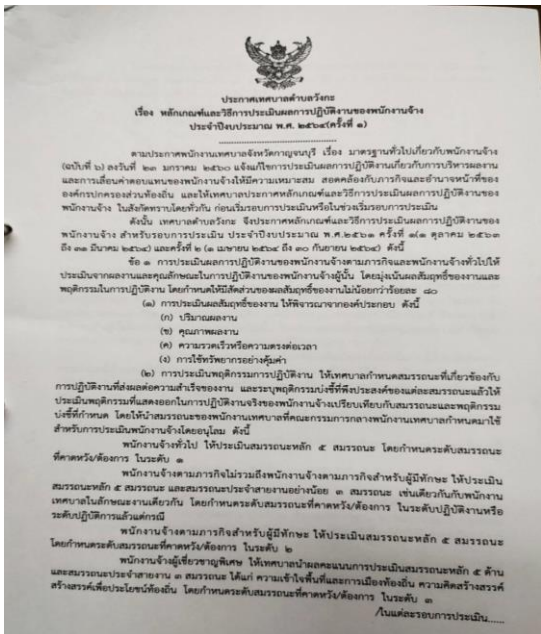 ประกาศเทศบาลตำบลวังกะ
เรื่อง หลักเกณฑ์และวิธีการประเมินผลการปฏิบัติงานของพนักงานจ้าง
ประจำปีงบประมาณ พ.ศ. ๒๕๖๔(ครั้งที่ ๑)
ตามประกาศพนักงานเทศบาลจังหวัดกาญจนบุรี เรื่อง มาตรฐานทั่วไปเกี่ยวกับพนักงานจ้าง
(ฉบับที่ ๖) ลงวันที่ ๒๓ มกราคม ๒๕๖๐ แจ้งแก้ไขการประเมินผลการปฏิบัติงานเกี่ยวกับการบริหารผลงาน
และการเลื่อนค่าตอบแทนของพนักงานจ้างให้มีความเหมาะสม สอดคล้องกับภารกิจและอำนาจหน้าที่ของ
องค์กรปกครองส่วนท้องถิ่น และให้เทศบาลประกาศหลักเกณฑ์และวิธีการประเมินผลการปฏิบัติงานของ
พนักงานจ้าง ในสังกัดทราบโดยทั่วกัน ก่อนเริ่มรอบการประเมินหรือในช่วงเริ่มรอบการประเมิน
ดังนั้น เทศบาลตำบลวังกะ จึงประกาศหลักเกณฑ์และวิธีการประเมินผลการปฏิบัติงานของ
พนักงานจ้าง สำหรับรอบการประเมิน ประจำปีงบประมาณ พ.ศ.๒๕๖๑ ครั้งที่ ๑(๑ ตุลาคม ๒๕๖๓
ถึง ๓๑ มีนาคม ๒๕๖๔) และครั้งที่ ๒ (๑ เมษายน ๒๕๖๔ ถึง ๓๐ กันยายน ๒๕๖๔) ดังนี้
ข้อ ๑ การประเมินผลการปฏิบัติงานของพนักงานจ้างตามภารกิจและพนักงานจ้างทั่วไปให้
ประเมินจากผลงานและคุณลักษณะในการปฏิบัติงานของพนักงานจ้างผู้นั้น โดยมุ่งเน้นผลสัมฤทธิ์ของงานและ
พฤติกรรมในการปฏิบัติงาน โดยกำหนดให้มีสัดส่วนของผลสัมฤทธิ์ของงานไม่น้อยกว่าร้อยละ ๘๐
(๑) การประเมินผลสัมฤทธิ์ของงาน ให้พิจารณาจากองค์ประกอบ ดังนี้
(ก) ปริมาณผลงาน
(ข) คุณภาพผลงาน
(ค) ความรวดเร็วหรือความตรงต่อเวลา
(ง) การใช้ทรัพยากรอย่างคุ้มค่า
(๒) การประเมินพฤติกรรมการปฏิบัติงาน ให้เทศบาลกำหนดสมรรถนะที่เกี่ยวข้องกับ
การปฏิบัติงานที่ส่งผลต่อความสำเร็จของงาน และระบุพฤติกรรมบ่งชี้ที่พึงประสงค์ของแต่ละสมรรถนะแล้วให้
ประเมินพฤติกรรมที่แสดงออกในการปฏิบัติงานจริงของพนักงานจ้างเปรียบเทียบกับสมรรถนะและพฤติกรรม
บ่งชี้ที่กำหนด โดยให้นำสมรรถนะของพนักงานเทศบาลที่คณะกรรมการกลางพนักงานเทศบาลกำหนดมาใช้
สำหรับการประเมินพนักงานจ้างโดยอนุโลม ดังนี้
พนักงานจ้างทั่วไป ให้ประเมินสมรรถนะหลัก ๕ สมรรถนะ โดยกำหนดระดับสมรรถนะ
ที่คาดหวัง/ต้องการ ในระดับ ๑
พนักงานจ้างตามภารกิจไม่รวมถึงพนักงานจ้างตามภารกิจสำหรับผู้มีทักษะ ให้ประเมิน
สมรรถนะหลัก ๕ สมรรถนะ และสมรรถนะประจำสายงานอย่างน้อย ๓ สมรรถนะ เช่นเดียวกันกับพนักงาน
เทศบาลในลักษณะงานเดียวกัน โดยกำหนดระดับสมรรถนะที่คาดหวัง/ต้องการ ในระดับปฏิบัติงานหรือ
ระดับปฏิบัติการแล้วแต่กรณี
พนักงานจ้างตามภารกิจสำหรับผู้มีทักษะ ให้ประเมินสมรรถนะหลัก ๕ สมรรถนะ
โดยกำหนดระดับสมรรถนะที่คาดหวัง/ต้องการ ในระดับ ๒
พนักงานจ้างผู้เชี่ยวชาญพิเศษ ให้เทศบาลนำผลคะแนนการประเมินสมรรถนะหลัก ๕ ด้าน
และสมรรถนะประจำสายงาน ๓ สมรรถนะ ได้แก่ ความเข้าใจพื้นที่และการเมืองท้องถิ่น ความคิดสร้างสรรค์
สร้างสรรค์เพื่อประโยชน์ท้องถิ่น โดยกำหนดระดับสมรรถนะที่คาดหวัง/ต้องการ ในระดับ ๓
/ในแต่ละรอบการประเมิน......